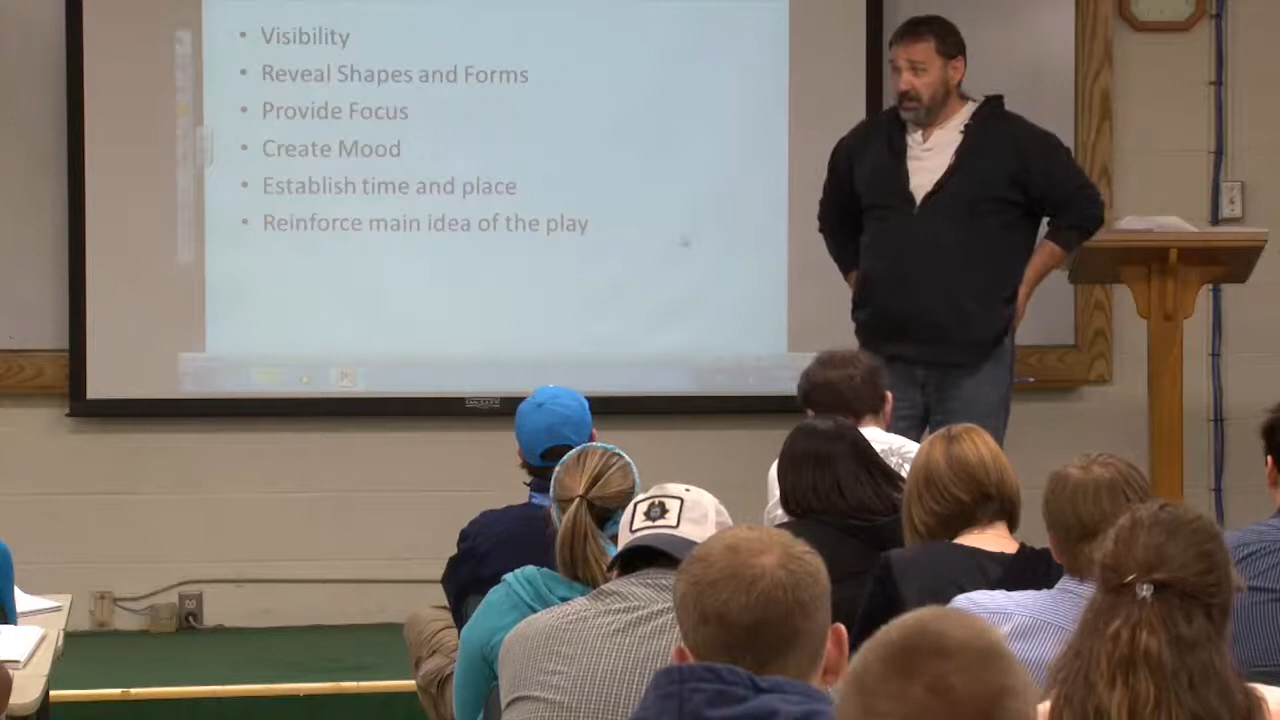 • Visibility
• Reveal Shapes and Forms
• Provide Focus
• Create Mood
• Establish time and place
• Reinforce main idea of the play